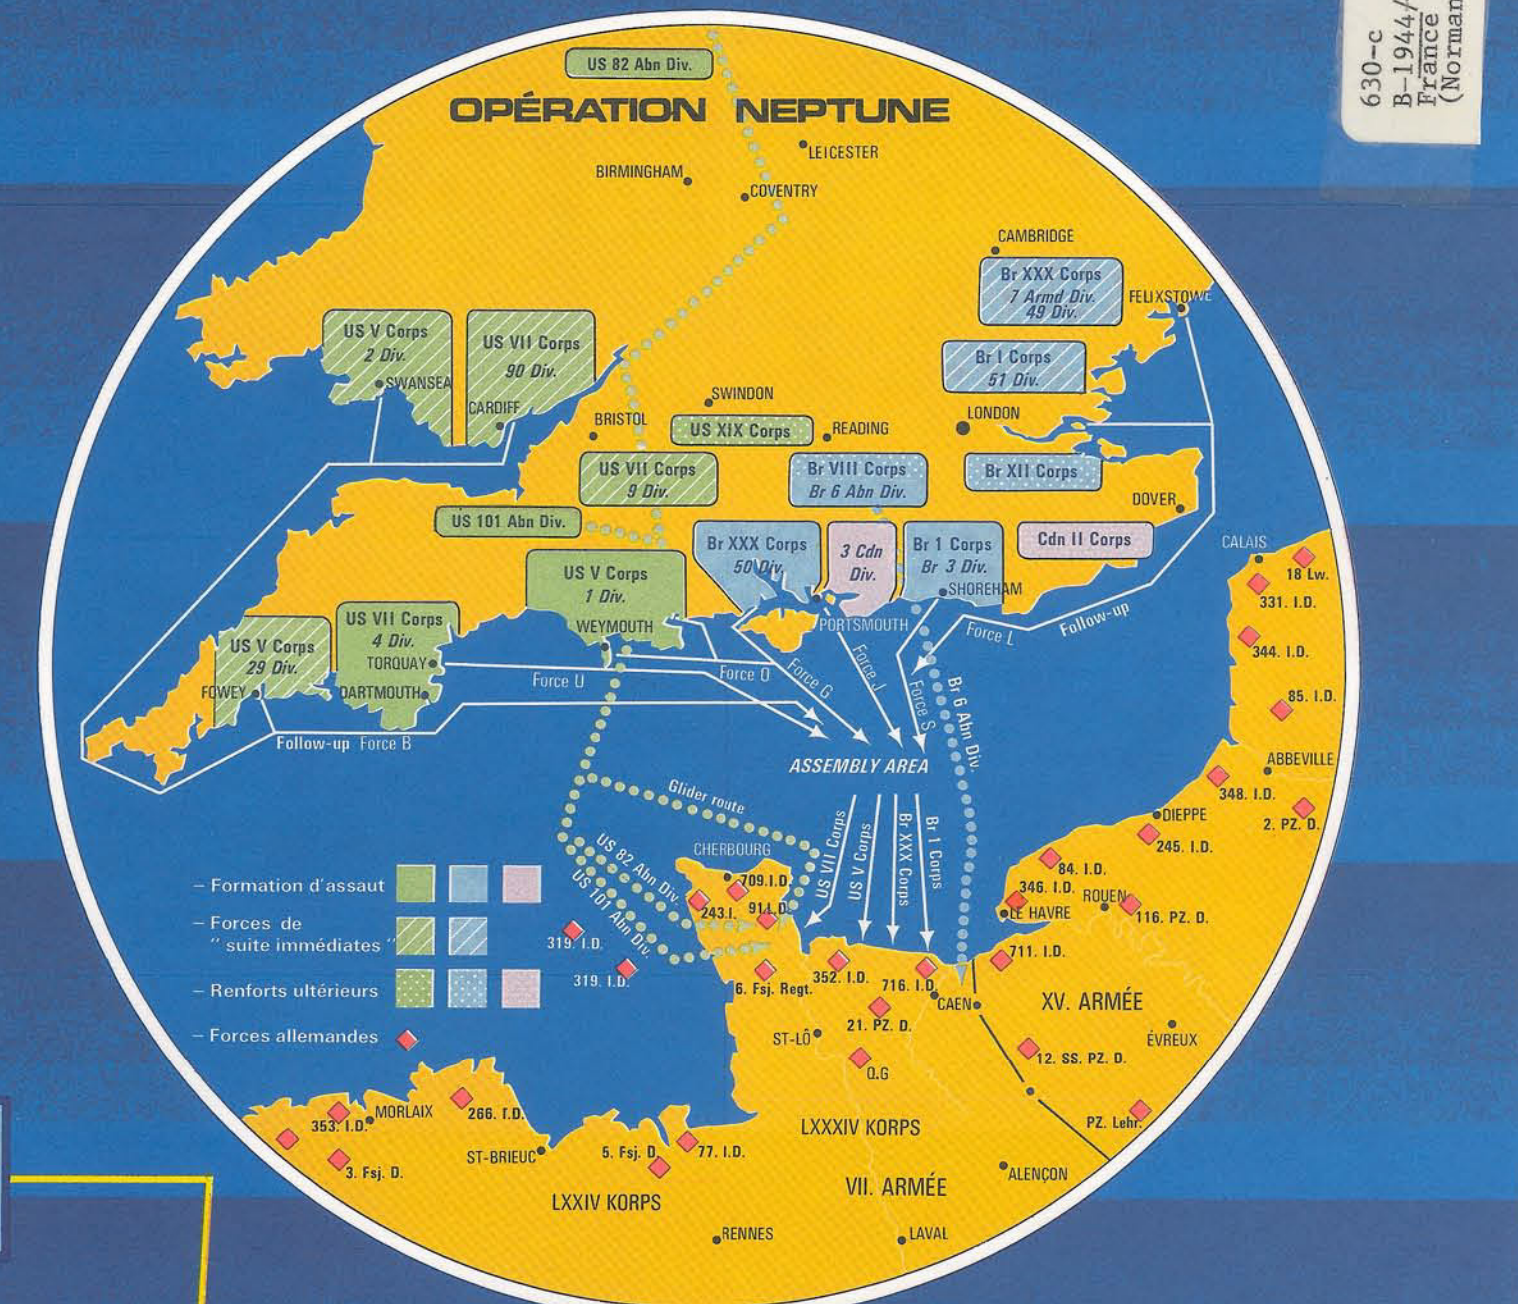 630-c
B-1944/
France
(Norman
US 82 Abn Div.
OPÉRATION NEPTUNE
LEICESTER
BIRMINGHAM
COVENTRY
CAMBRIDGE
Br XXX Corps
7 Armd Div.
49 Div.
FELIXSTOWE
US V Corps
2 Div.
SWANSEA
US VII Corps
90 Div.
CARDIFF
Br I Corps
51 Div.
SWINDON
BRISTOL
US XIX Corps
READING
LONDON
US VII Corps
9 Div.
Br VIII Corps
Br 6 Abn Div.
Br XII Corps
DOVER
US 101 Abn Div.
Br XXX Corps
50 Div.
3 Cdn
Div.
Br 1 Corps
Br 3 Div.
SHOREHAM
Cdn II Corps
CALAIS
US V Corps
1 Div.
WEYMOUTH
PORTSMOUTH
US VII Corps
4 Div.
TORQUAY
DARTMOUTH
US V Corps
29 Div.
FOWEY
Force U
Force O
Force G
Force J
Force S
Force L
Follow-up
Br 6 Abn Div.
Follow-up Force B
ASSEMBLY AREA
18 Lw.
331. I.D.
344. I.D.
85. I.D.
ABBEVILLE
348. I.D.
2. PZ. D.
DIEPPE
245. I.D.
84. I.D.
346. I.D.
LE HAVRE
ROUEN
116. PZ. D.
711. I.D.
Glider route
US 82 Abn Div.
US 101 Abn Div.
US VII Corps
US V Corps
Br XXX Corps
Br 1 Corps
CHERBOURG
709.I.D.
243.I.
91I.D.
319. I.D.
319. I.D.
6. Fsj. Regt.
352. I.D.
716. I.D.
CAEN
21. PZ. D.
ST-LÔ
Q.G
XV. ARMÉE
ÉVREUX
12. SS. PZ. D.
PZ. Lehr.
LXXXIV KORPS
ALENÇON
VII. ARMÉE
LAVAL
– Formation d'assaut
– Forces de
" suite immédiates "
– Renforts ultérieurs
– Forces allemandes
MORLAIX
353. I.D.
3. Fsj. D.
266. I.D.
ST-BRIEUC
5. Fsj. D.
77. I.D.
LXXIV KORPS
RENNES